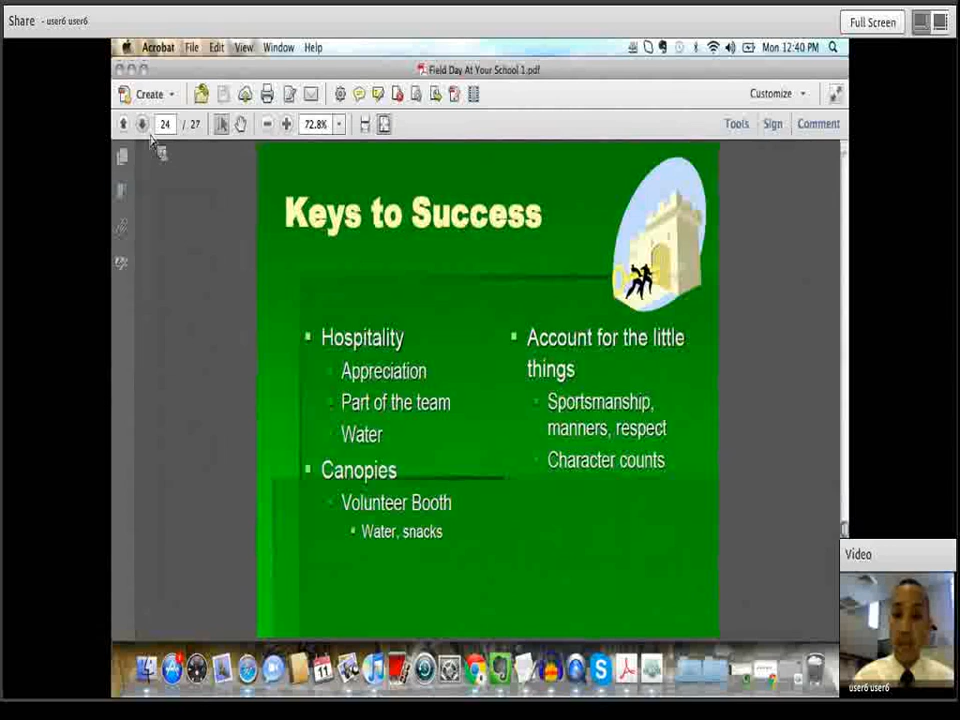 Share - user6 user6
Full Screen
Acrobat File Edit View Window Help
Mon 12:40 PM
Field Day At Your School 1.pdf
Create
Customize
24 / 27
72.8%
Tools Sign Comment
Keys to Success
Hospitality
Appreciation
Part of the team
Water
Canopies
Volunteer Booth
Water, snacks
Account for the little
things
Sportsmanship,
manners, respect
Character counts
Video
11
user6 user6